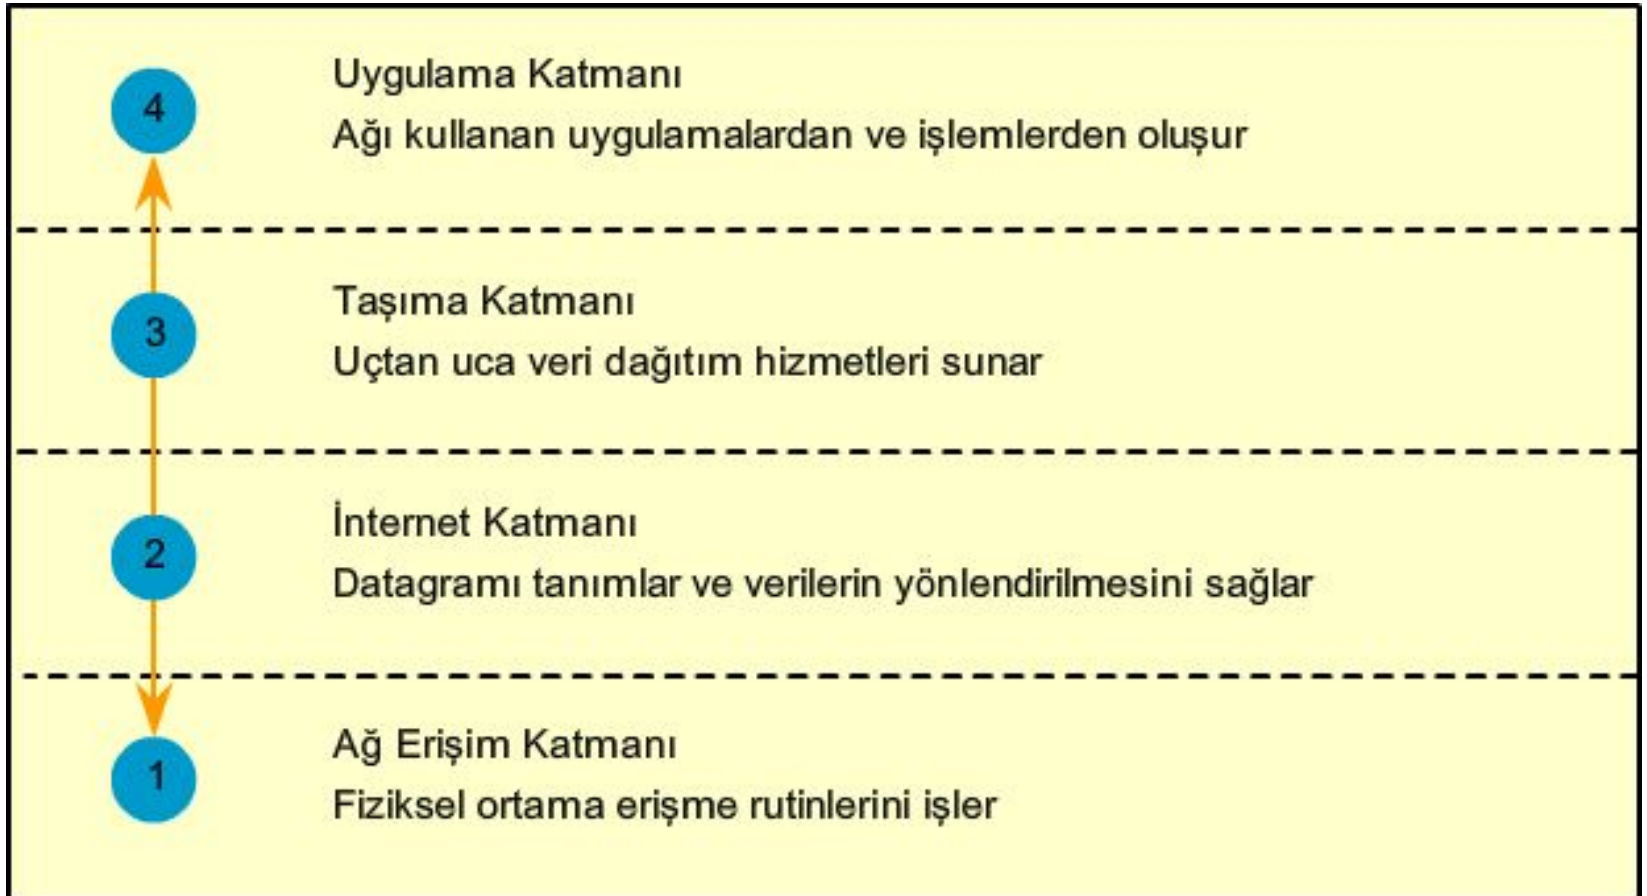 4
Uygulama Katmanı
Ağı kullanan uygulamalardan ve işlemlerden oluşur
3
Taşıma Katmanı
Uçtan uca veri dağıtım hizmetleri sunar
2
İnternet Katmanı
Datagramı tanımlar ve verilerin yönlendirilmesini sağlar
1
Ağ Erişim Katmanı
Fiziksel ortama erişme rutinlerini işler